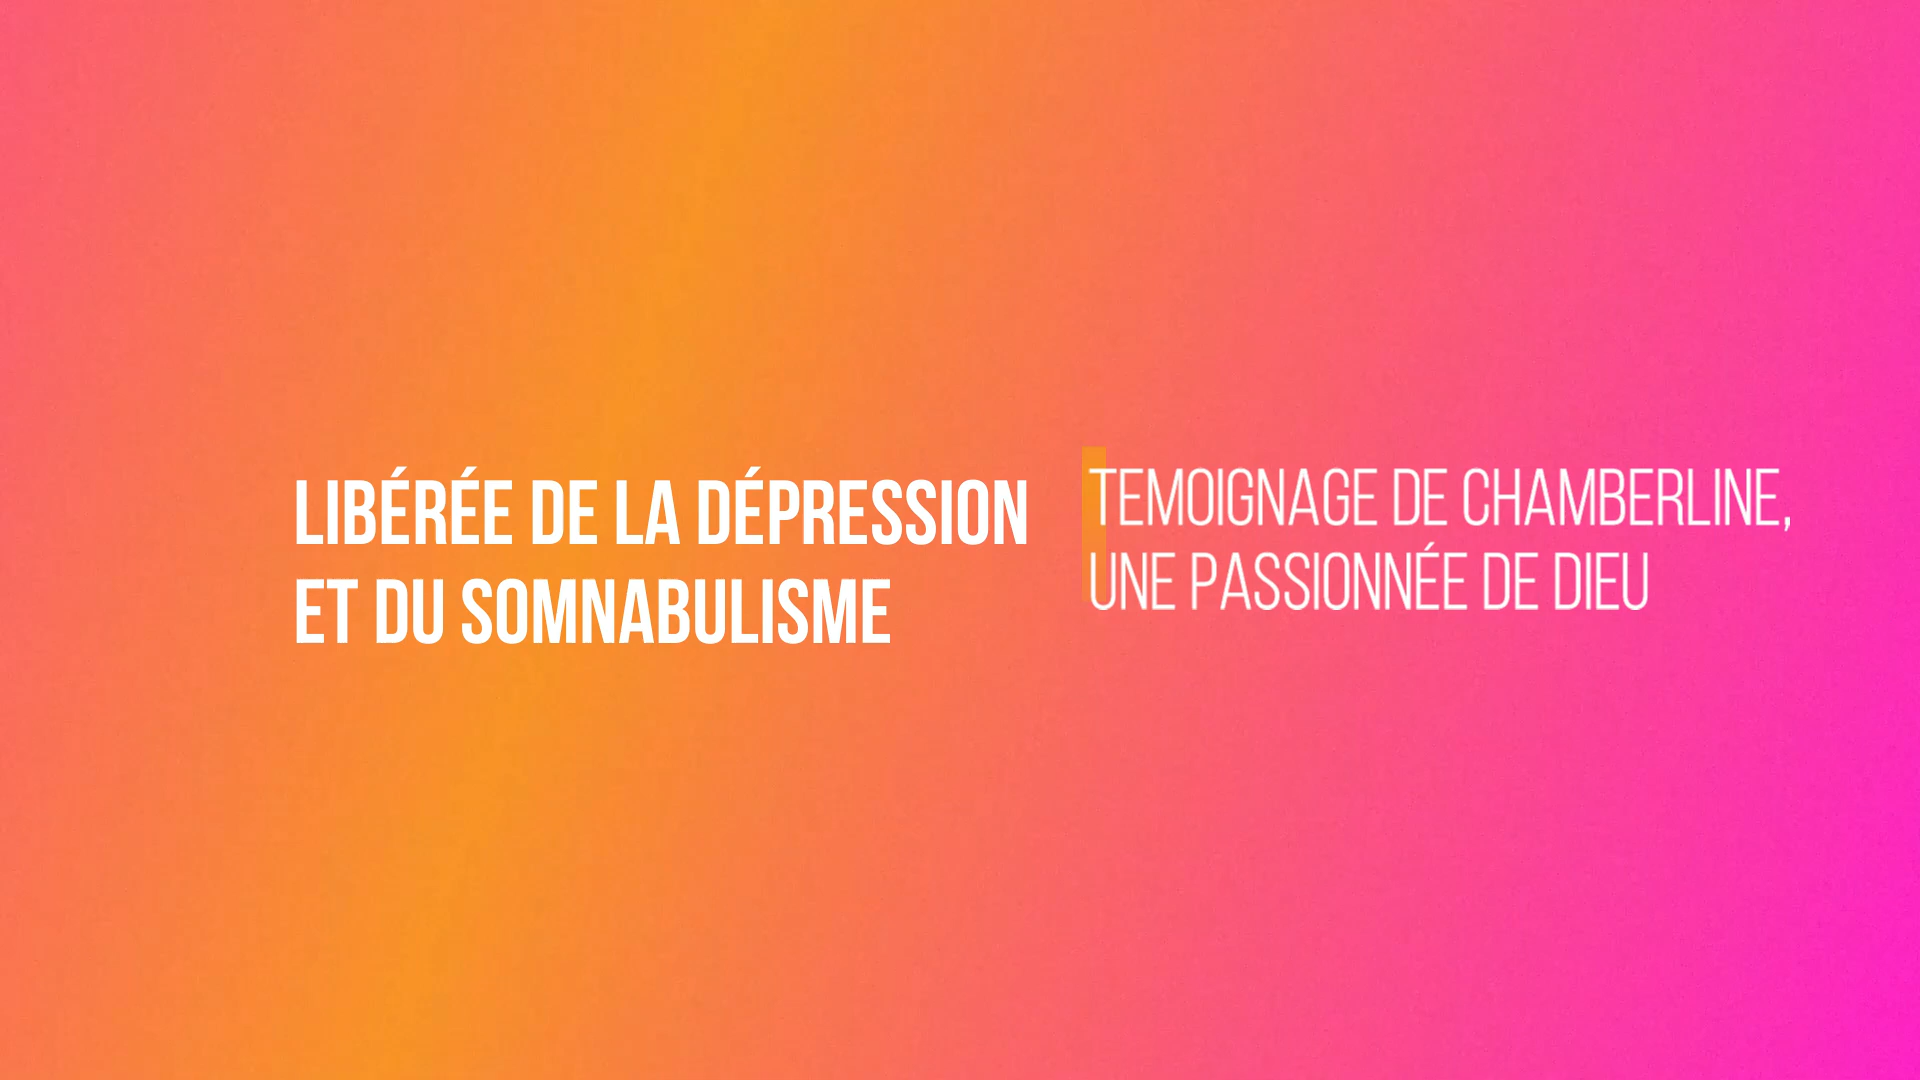 LIBÉRÉE DE LA DÉPRESSION
ET DU SOMNABULISME
TEMOIGNAGE DE CHAMBERLINE,
UNE PASSIONNÉE DE DIEU